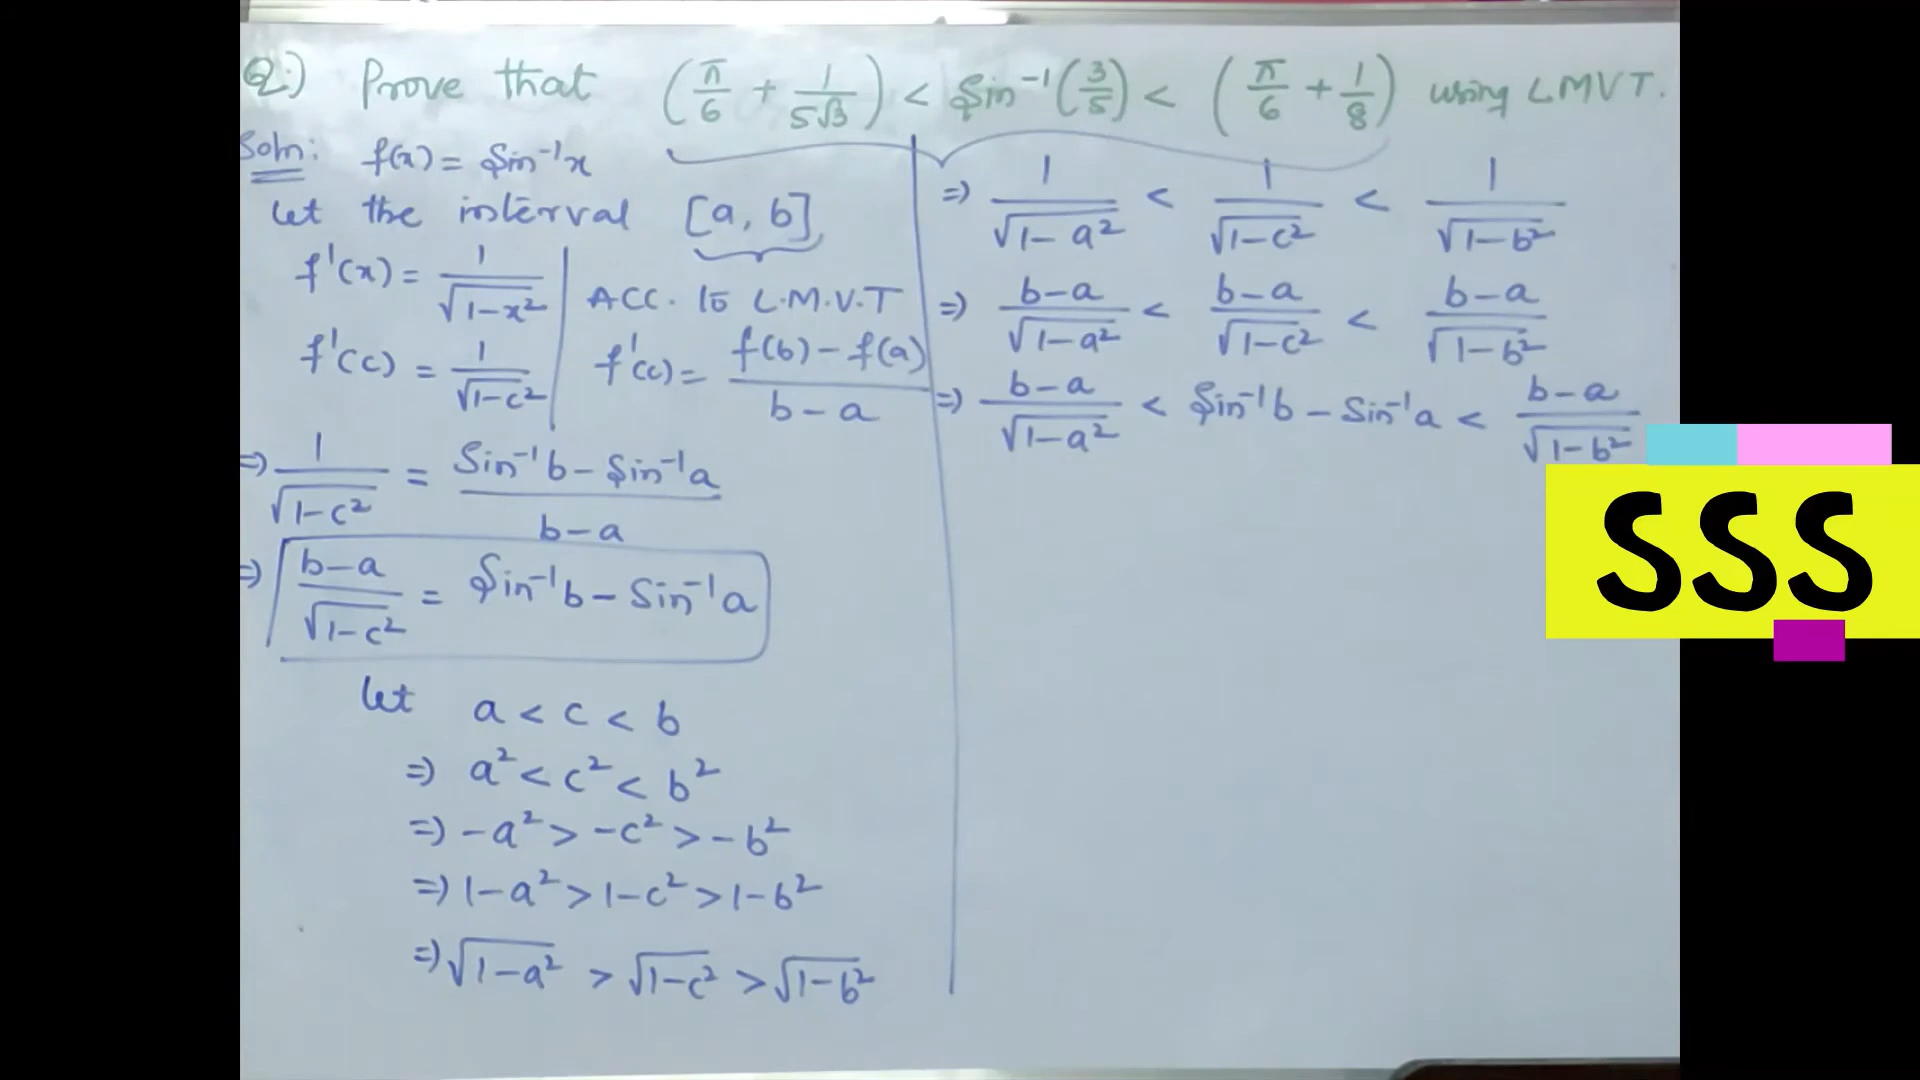 Q.) Prove that (π/6 + 1/5√3) < Sin⁻¹(3/5) < (π/6 + 1/8) using LMVT.
Soln: f(x) = Sin⁻¹x
Let the interval [a, b]
f'(x) = 1/√1-x²
f'(c) = 1/√1-c²
ACC. to L.M.V.T
f'(c) = f(b) - f(a) / b - a
=> 1/√1-c² = Sin⁻¹b - Sin⁻¹a / b - a
=> b-a/√1-c² = Sin⁻¹b - Sin⁻¹a
Let a < c < b
=> a² < c² < b²
=> -a² > -c² > -b²
=> 1-a² > 1-c² > 1-b²
=> √1-a² > √1-c² > √1-b²
=> 1/√1-a² < 1/√1-c² < 1/√1-b²
=> b-a/√1-a² < b-a/√1-c² < b-a/√1-b²
=> b-a/√1-a² < Sin⁻¹b - Sin⁻¹a < b-a/√1-b²
SSS